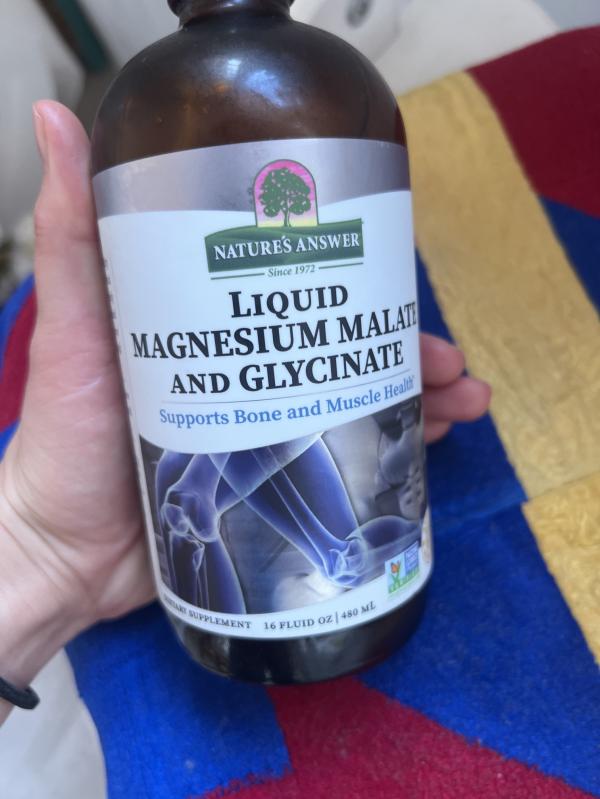 NATURE'S ANSWER
Since 1972
LIQUID
MAGNESIUM MALATE
AND GLYCINATE
Supports Bone and Muscle Health*
DIETARY SUPPLEMENT 16 FLUID OZ | 480 ML